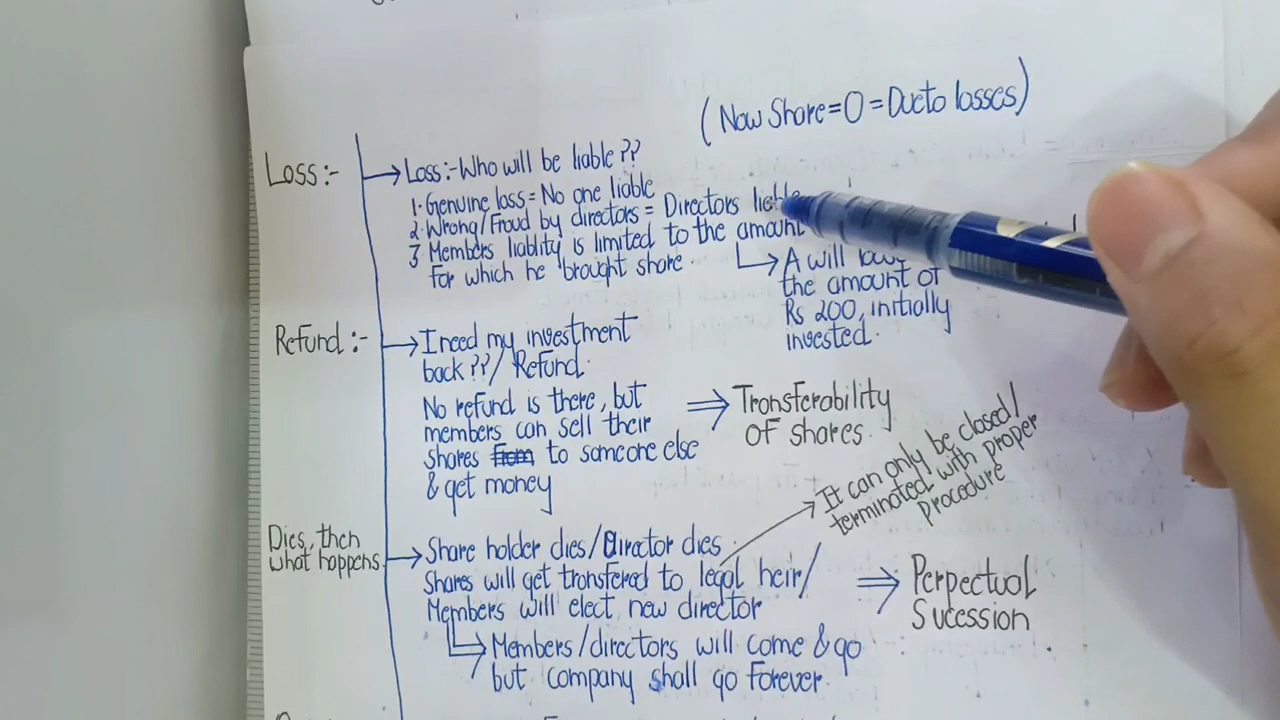 (Now Share=0=Due to losses)
Loss:-
Loss:-Who will be liable??
1. Genuine loss = No one liable
2. Wrong/Fraud by directors = Directors liable
3 Members liablity is limited to the amount
for which he brought share.
A will
the amount of
Rs 200, initially
invested.
Refund:-
I need my investment
back??/ Refund.
No refund is there, but
members can sell their
shares from to someone else
& get money
Transferability
of shares.
It can only be closed/
terminated with proper
procedure
Dies, then
what happens
Share holder dies/Director dies.
Shares will get transfered to legal heir/
Members will elect new director
Perpectual
Sucession
Members/directors will come & go
but company shall go forever.